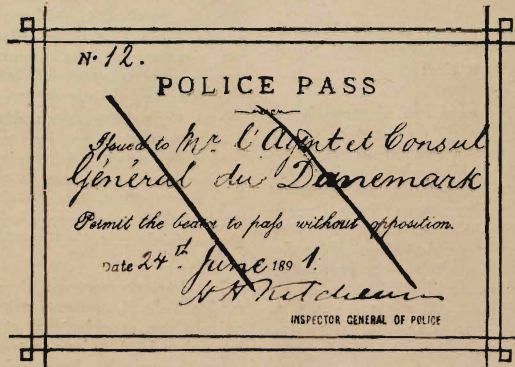 No. 12.
POLICE PASS
Issued to Mr. l'Agent et Consul
Général du Danemark
Permit the bearer to pass without opposition.
Date 24th. June 1891.
H H Kitchener
INSPECTOR GENERAL OF POLICE